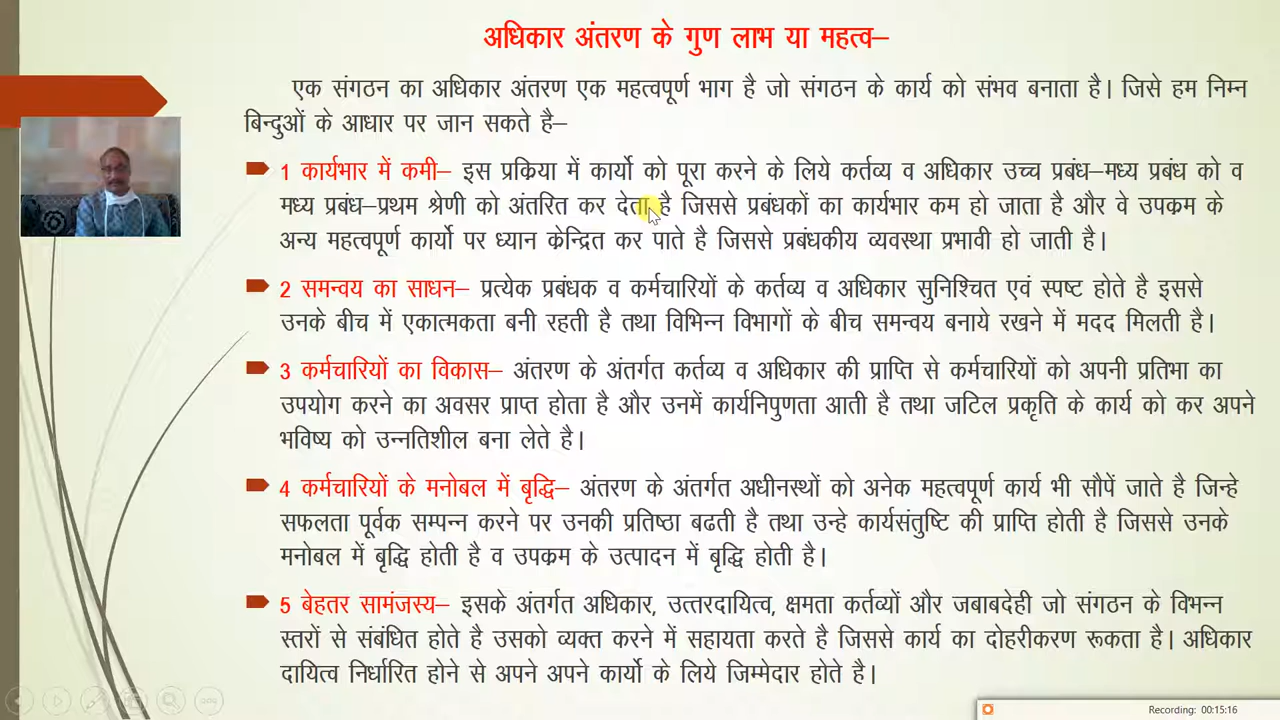 अधिकार अंतरण के गुण लाभ या महत्व–
एक संगठन का अधिकार अंतरण एक महत्वपूर्ण भाग है जो संगठन के कार्य को संभव बनाता है। जिसे हम निम्न
बिन्दुओं के आधार पर जान सकते है–
1 कार्यभार में कमी– इस प्रक्रिया में कार्यो को पूरा करने के लिये कर्तव्य व अधिकार उच्च प्रबंध–मध्य प्रबंध को व
मध्य प्रबंध–प्रथम श्रेणी को अंतरित कर देता है जिससे प्रबंधकों का कार्यभार कम हो जाता है और वे उपक्रम के
अन्य महत्वपूर्ण कार्यो पर ध्यान केन्द्रित कर पाते है जिससे प्रबंधकीय व्यवस्था प्रभावी हो जाती है।
2 समन्वय का साधन– प्रत्येक प्रबंधक व कर्मचारियों के कर्तव्य व अधिकार सुनिश्चित एवं स्पष्ट होते है इससे
उनके बीच में एकात्मकता बनी रहती है तथा विभिन्न विभागों के बीच समन्वय बनाये रखने में मदद मिलती है।
3 कर्मचारियों का विकास– अंतरण के अंतर्गत कर्तव्य व अधिकार की प्राप्ति से कर्मचारियों को अपनी प्रतिभा का
उपयोग करने का अवसर प्राप्त होता है और उनमें कार्यनिपुणता आती है तथा जटिल प्रकृति के कार्य को कर अपने
भविष्य को उन्नतिशील बना लेते है।
4 कर्मचारियों के मनोबल में बृद्धि– अंतरण के अंतर्गत अधीनस्थों को अनेक महत्वपूर्ण कार्य भी सौपें जाते है जिन्हे
सफलता पूर्वक सम्पन्न करने पर उनकी प्रतिष्ठा बढती है तथा उन्हे कार्यसंतुष्टि की प्राप्ति होती है जिससे उनके
मनोबल में बृद्धि होती है व उपक्रम के उत्पादन में बृद्धि होती है।
5 बेहतर सामंजस्य– इसके अंतर्गत अधिकार, उत्तरदायित्व, क्षमता कर्तव्यों और जबाबदेही जो संगठन के विभन्न
स्तरों से संबंधित होते है उसको व्यक्त करने में सहायता करते है जिससे कार्य का दोहरीकरण रूकता है। अधिकार
दायित्व निर्धारित होने से अपने अपने कार्यो के लिये जिम्मेदार होते है।
Recording: 00:15:16